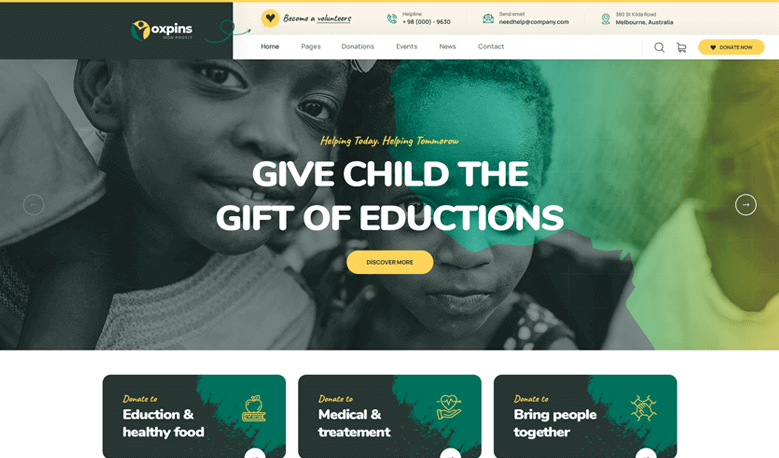 oxpins
NON-PROFIT
Become a volunteers
Helpline
+ 98 (000) - 9630
Send email
needhelp@company.com
380 St Kilda Road
Melbourne, Australia
Home Pages Donations Events News Contact
DONATE NOW
Helping Today. Helping Tommorow
GIVE CHILD THE
GIFT OF EDUCTIONS
DISCOVER MORE
Donate to
Eduction &
healthy food
Donate to
Medical &
treatement
Donate to
Bring people
together